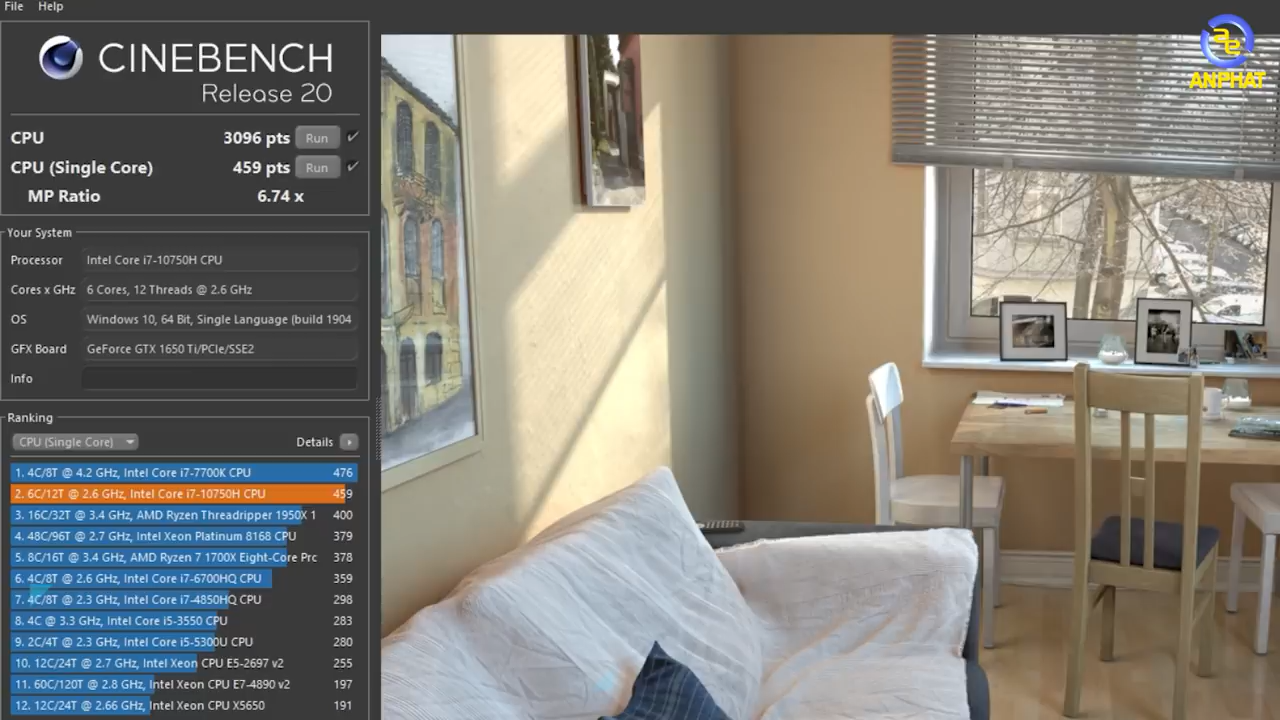 File Help
CINEBENCH
Release 20
CPU 3096 pts Run
CPU (Single Core) 459 pts Run
MP Ratio 6.74 x
Your System
Processor Intel Core i7-10750H CPU
Cores x GHz 6 Cores, 12 Threads @ 2.6 GHz
OS Windows 10, 64 Bit, Single Language (build 1904
GFX Board GeForce GTX 1650 Ti/PCIe/SSE2
Info
Ranking
CPU (Single Core) Details
1. 4C/8T @ 4.2 GHz, Intel Core i7-7700K CPU 476
2. 6C/12T @ 2.6 GHz, Intel Core i7-10750H CPU 459
3. 16C/32T @ 3.4 GHz, AMD Ryzen Threadripper 1950X 1 400
4. 48C/96T @ 2.7 GHz, Intel Xeon Platinum 8168 CPU 379
5. 8C/16T @ 3.4 GHz, AMD Ryzen 7 1700X Eight-Core Prc 378
6. 4C/8T @ 2.6 GHz, Intel Core i7-6700HQ CPU 359
7. 4C/8T @ 2.3 GHz, Intel Core i7-4850HQ CPU 298
8. 4C @ 3.3 GHz, Intel Core i5-3550 CPU 283
9. 2C/4T @ 2.3 GHz, Intel Core i5-5300U CPU 280
10. 12C/24T @ 2.7 GHz, Intel Xeon CPU E5-2697 v2 255
11. 60C/120T @ 2.8 GHz, Intel Xeon CPU E7-4890 v2 197
12. 12C/24T @ 2.66 GHz, Intel Xeon CPU X5650 191
ANPHAT